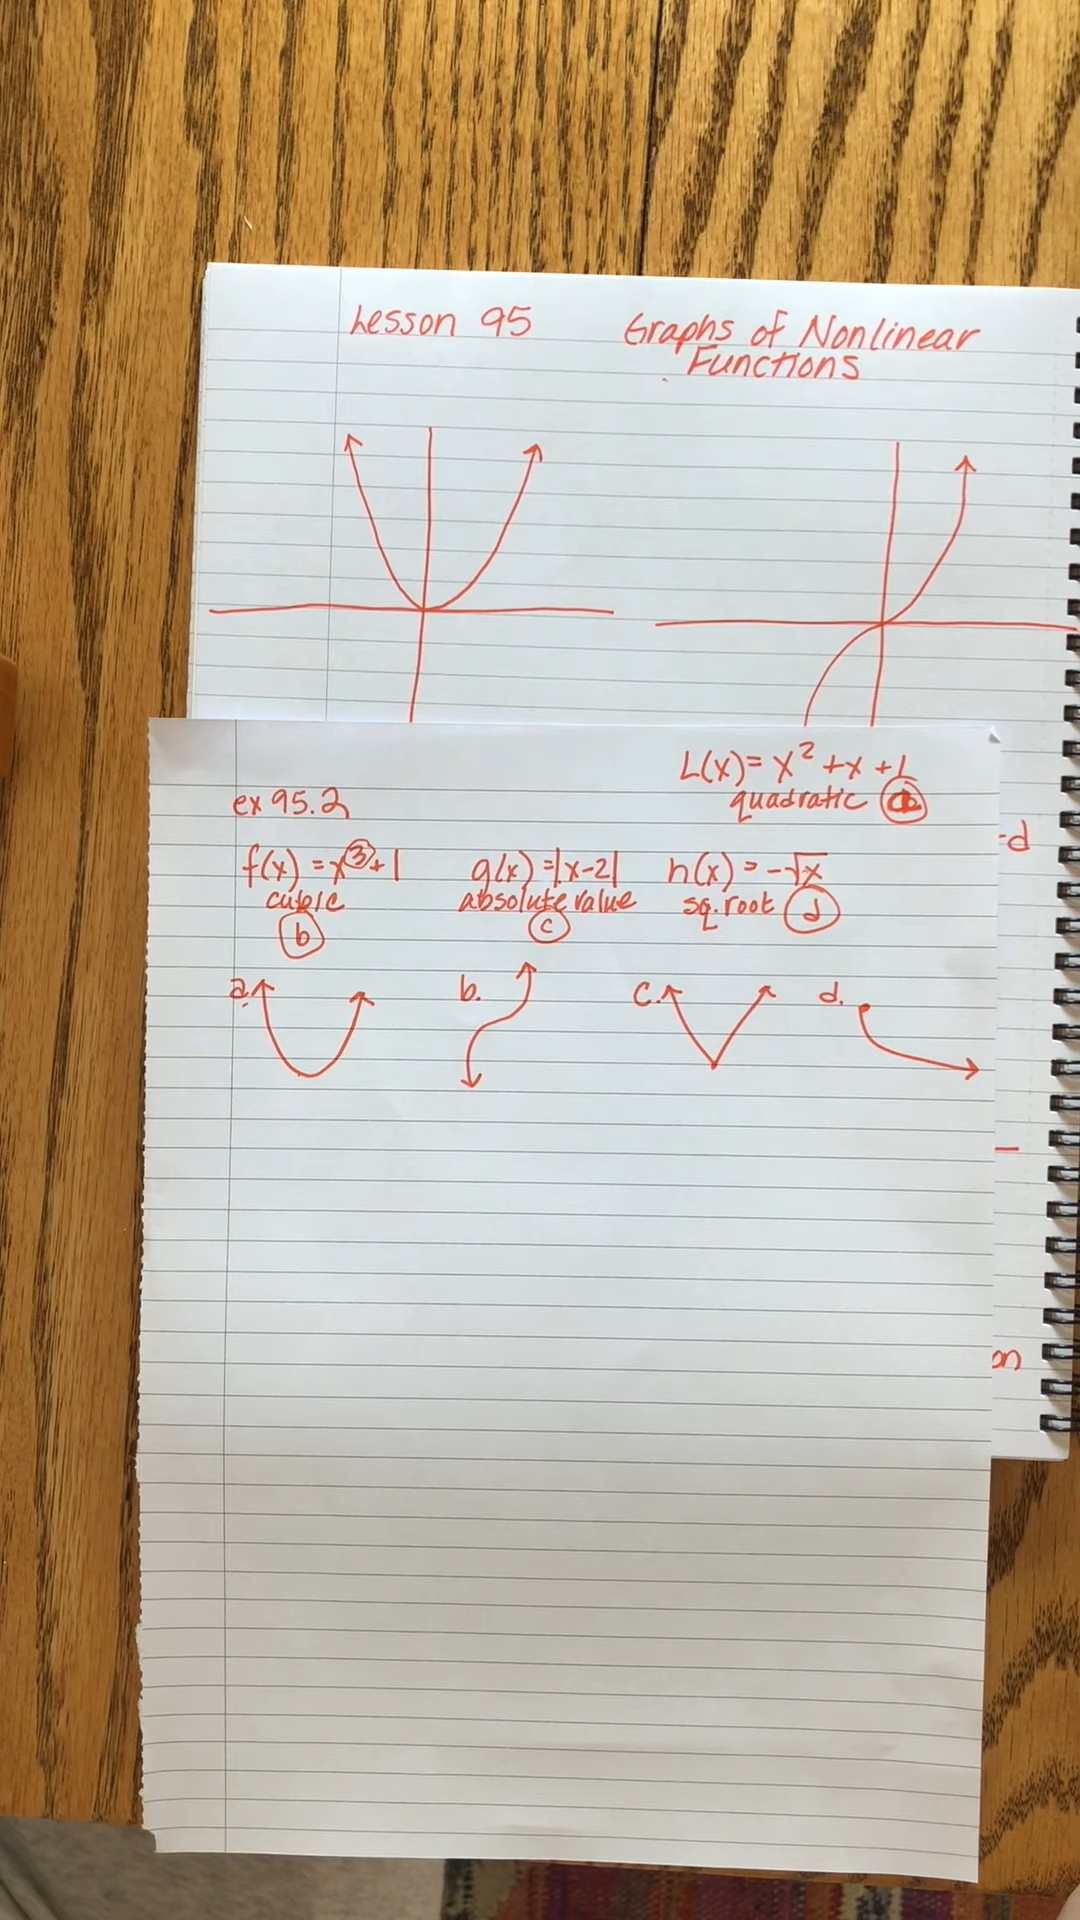 Lesson 95 Graphs of Nonlinear
Functions
L(x) = x² + x + 1
quadratic
ex 95.2
-d
f(x) = x³ + 1 g(x) = |x-2| h(x) = -√x
cubic absolute value sq. root d
b c
a. b. c. d.
on